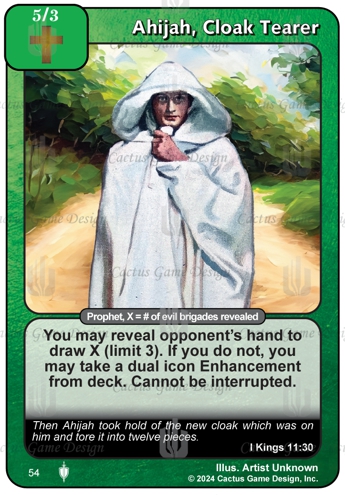 5/3
Ahijah, Cloak Tearer
Cactus Game Design
Prophet, X = # of evil brigades revealed
You may reveal opponent's hand to
draw X (limit 3). If you do not, you
may take a dual icon Enhancement
from deck. Cannot be interrupted.
Then Ahijah took hold of the new cloak which was on
him and tore it into twelve pieces.
I Kings 11:30
54
Illus. Artist Unknown
© 2024 Cactus Game Design, Inc.